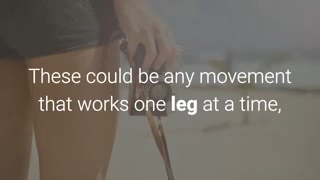 These could be any movement
that works one leg at a time,